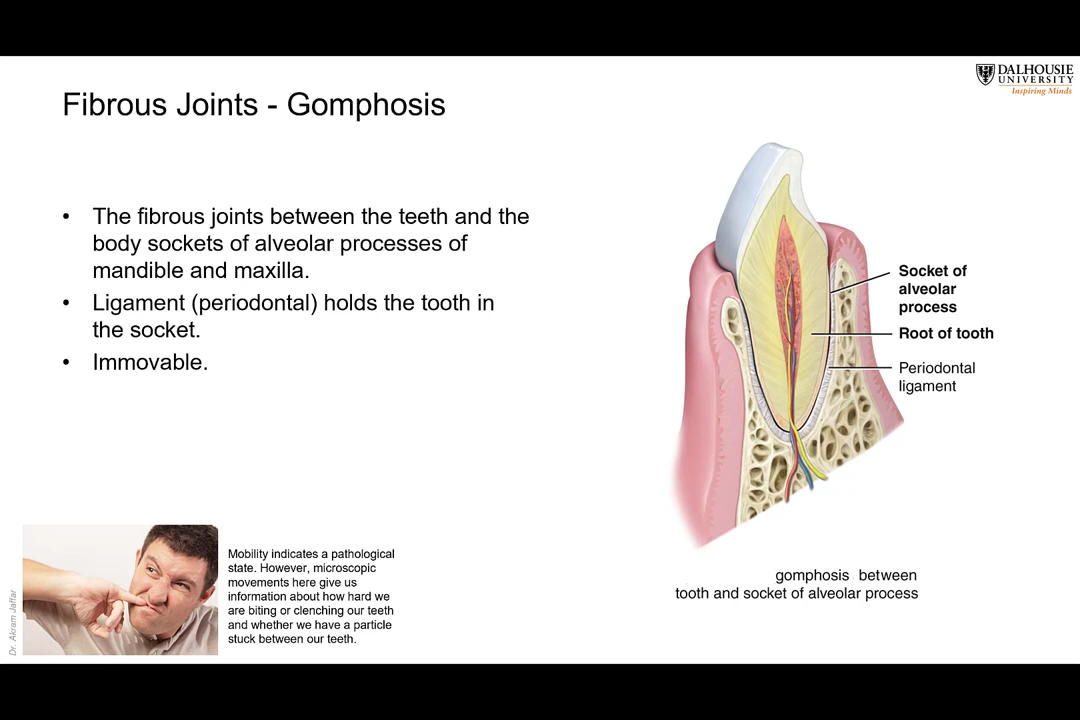 DALHOUSIE
UNIVERSITY
Inspiring Minds
Fibrous Joints - Gomphosis
• The fibrous joints between the teeth and the
body sockets of alveolar processes of
mandible and maxilla.
• Ligament (periodontal) holds the tooth in
the socket.
• Immovable.
Socket of
alveolar
process
Root of tooth
Periodontal
ligament
gomphosis between
tooth and socket of alveolar process
Mobility indicates a pathological
state. However, microscopic
movements here give us
information about how hard we
are biting or clenching our teeth
and whether we have a particle
stuck between our teeth.
Dr. Akram Jaffar